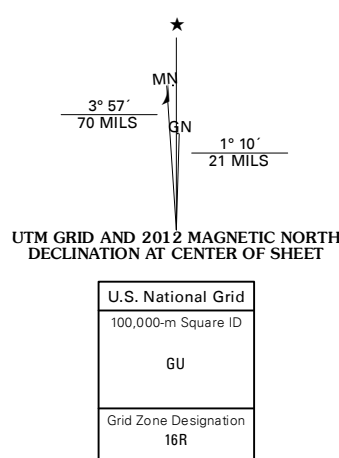 ★
MN
3° 57´
70 MILS
GN
1° 10´
21 MILS
UTM GRID AND 2012 MAGNETIC NORTH
DECLINATION AT CENTER OF SHEET
U.S. National Grid
100,000-m Square ID
GU
Grid Zone Designation
16R